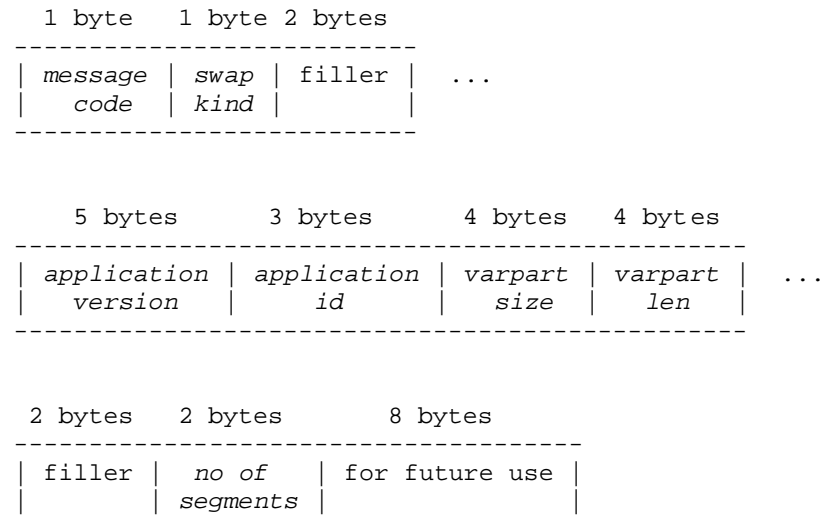 1 byte 1 byte 2 bytes
---------------------------
| message | swap | filler | ...
| code | kind | |
---------------------------
5 bytes 3 bytes 4 bytes 4 bytes
-------------------------------------------------
| application | application | varpart | varpart | ...
| version | id | size | len |
-------------------------------------------------
2 bytes 2 bytes 8 bytes
--------------------------------------
| filler | no of | for future use |
| | segments | |